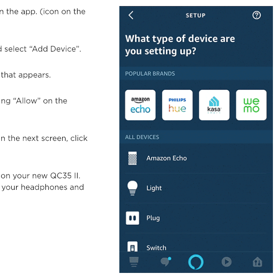 n the app. (icon on the
d select “Add Device”.
that appears.
ng “Allow” on the
n the next screen, click
on your new QC35 II.
your headphones and
SETUP
What type of device are
you setting up?
POPULAR BRANDS
amazon echo
PHILIPS hue
kasa
wemo
ALL DEVICES
Amazon Echo
Light
Plug
Switch